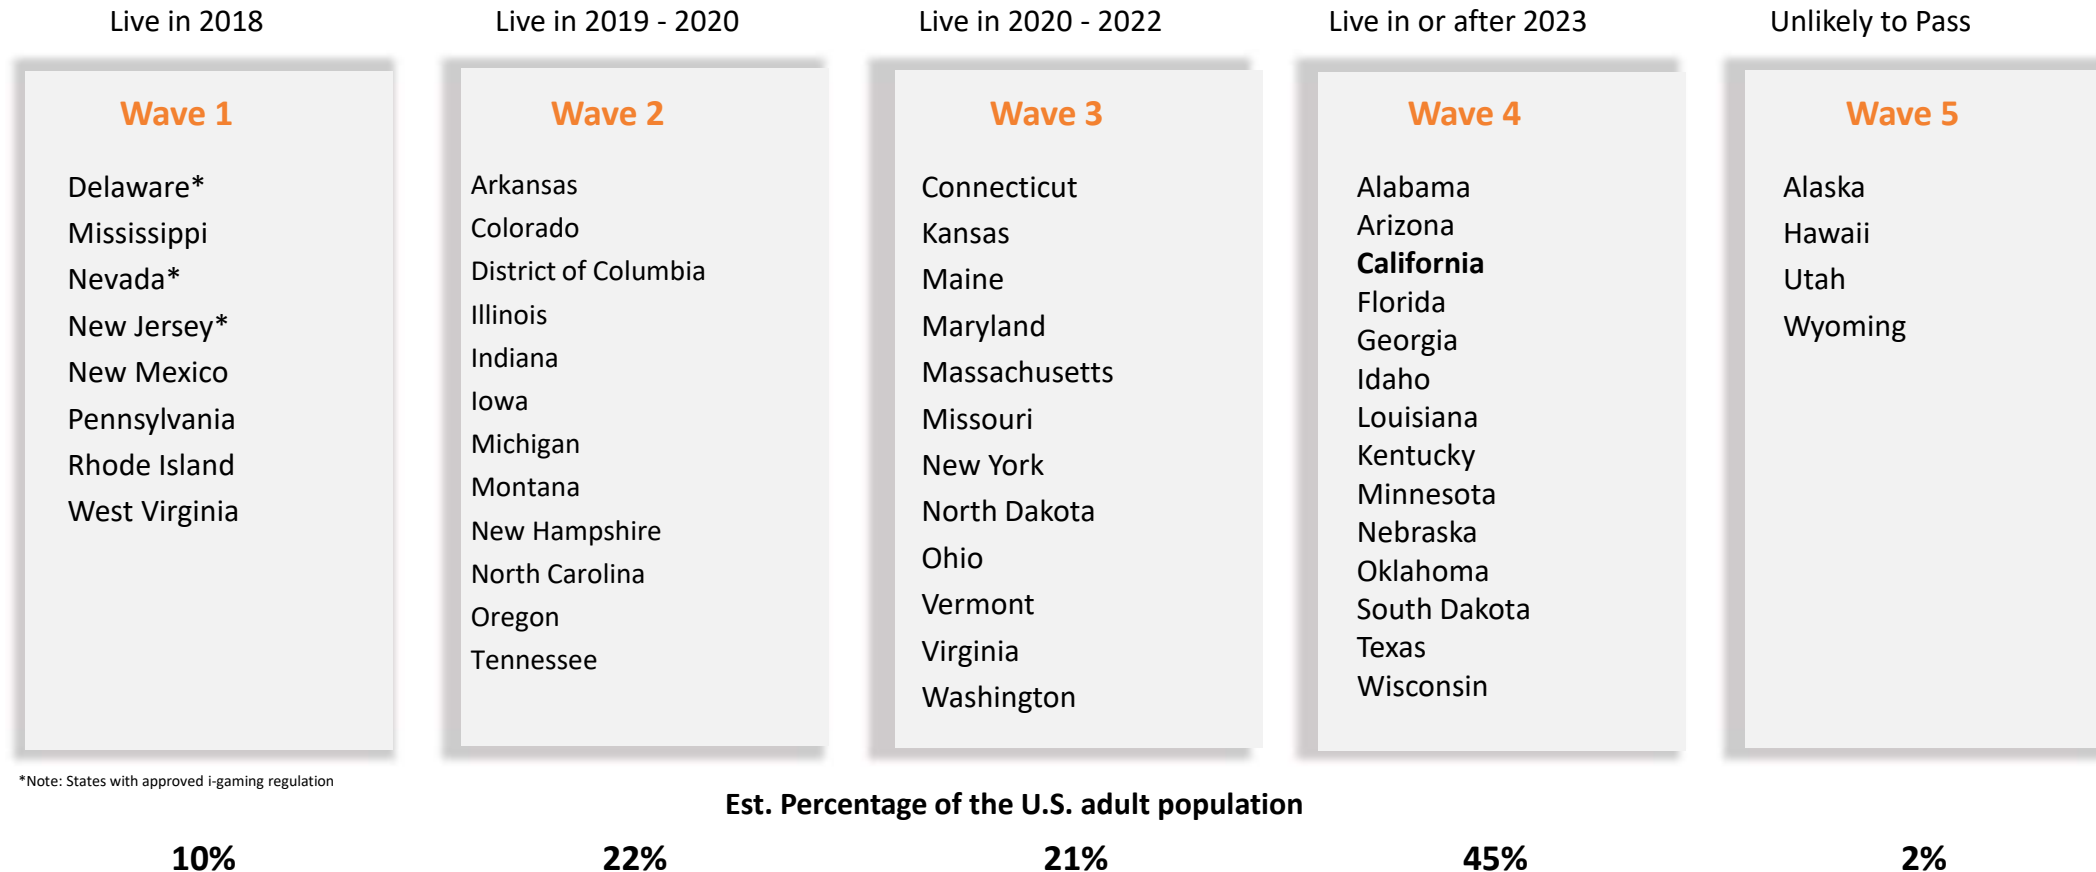 Live in 2018
Live in 2019 - 2020
Live in 2020 - 2022
Live in or after 2023
Unlikely to Pass
Wave 1
Delaware*
Mississippi
Nevada*
New Jersey*
New Mexico
Pennsylvania
Rhode Island
West Virginia
Wave 2
Arkansas
Colorado
District of Columbia
Illinois
Indiana
Iowa
Michigan
Montana
New Hampshire
North Carolina
Oregon
Tennessee
Wave 3
Connecticut
Kansas
Maine
Maryland
Massachusetts
Missouri
New York
North Dakota
Ohio
Vermont
Virginia
Washington
Wave 4
Alabama
Arizona
California
Florida
Georgia
Idaho
Louisiana
Kentucky
Minnesota
Nebraska
Oklahoma
South Dakota
Texas
Wisconsin
Wave 5
Alaska
Hawaii
Utah
Wyoming
*Note: States with approved i-gaming regulation
Est. Percentage of the U.S. adult population
10%
22%
21%
45%
2%